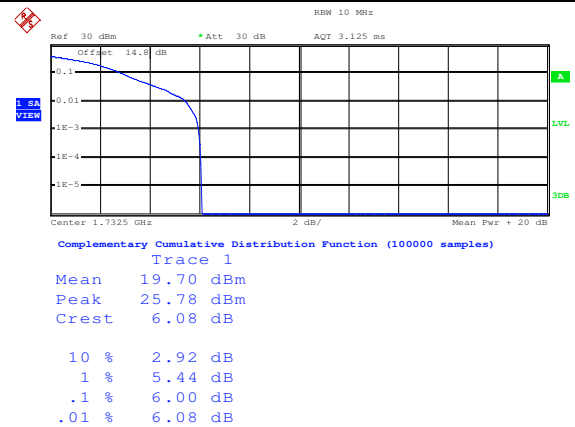 RBW 10 MHz
Ref 30 dBm *Att 30 dB AQT 3.125 ms
Offset 14.8 dB
0.1
A
0.01
1 SA
VIEW
1E-3
LVL
1E-4
1E-5
3DB
Center 1.7325 GHz 2 dB/ Mean Pwr + 20 dB
Complementary Cumulative Distribution Function (100000 samples)
Trace 1
Mean 19.70 dBm
Peak 25.78 dBm
Crest 6.08 dB
10 % 2.92 dB
1 % 5.44 dB
.1 % 6.00 dB
.01 % 6.08 dB